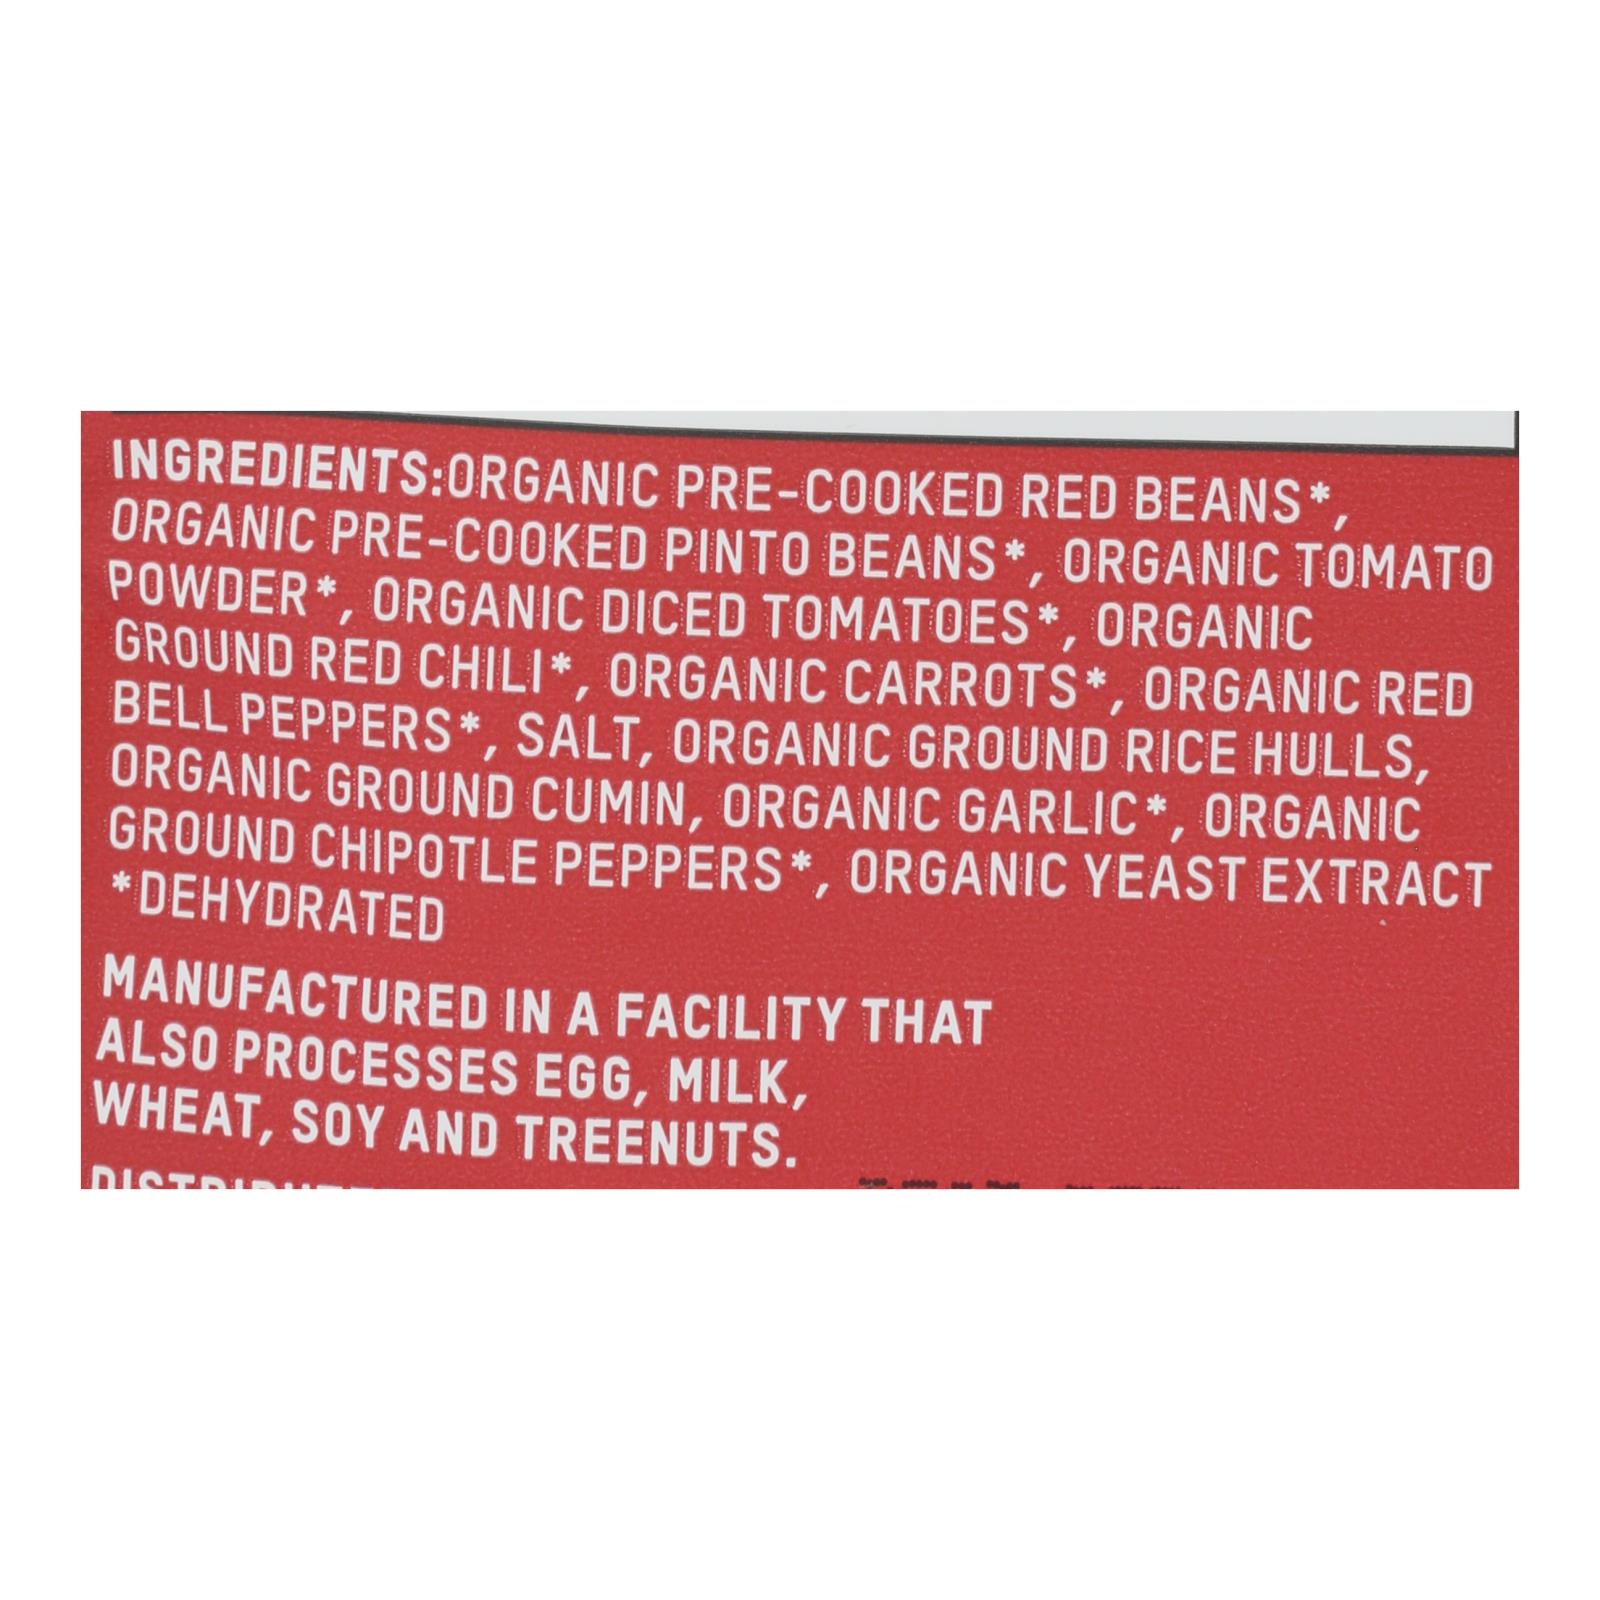 INGREDIENTS:ORGANIC PRE-COOKED RED BEANS*,
ORGANIC PRE-COOKED PINTO BEANS*, ORGANIC TOMATO
POWDER*, ORGANIC DICED TOMATOES*, ORGANIC
GROUND RED CHILI*, ORGANIC CARROTS*, ORGANIC RED
BELL PEPPERS*, SALT, ORGANIC GROUND RICE HULLS,
ORGANIC GROUND CUMIN, ORGANIC GARLIC*, ORGANIC
GROUND CHIPOTLE PEPPERS*, ORGANIC YEAST EXTRACT
*DEHYDRATED
MANUFACTURED IN A FACILITY THAT
ALSO PROCESSES EGG, MILK,
WHEAT, SOY AND TREENUTS.